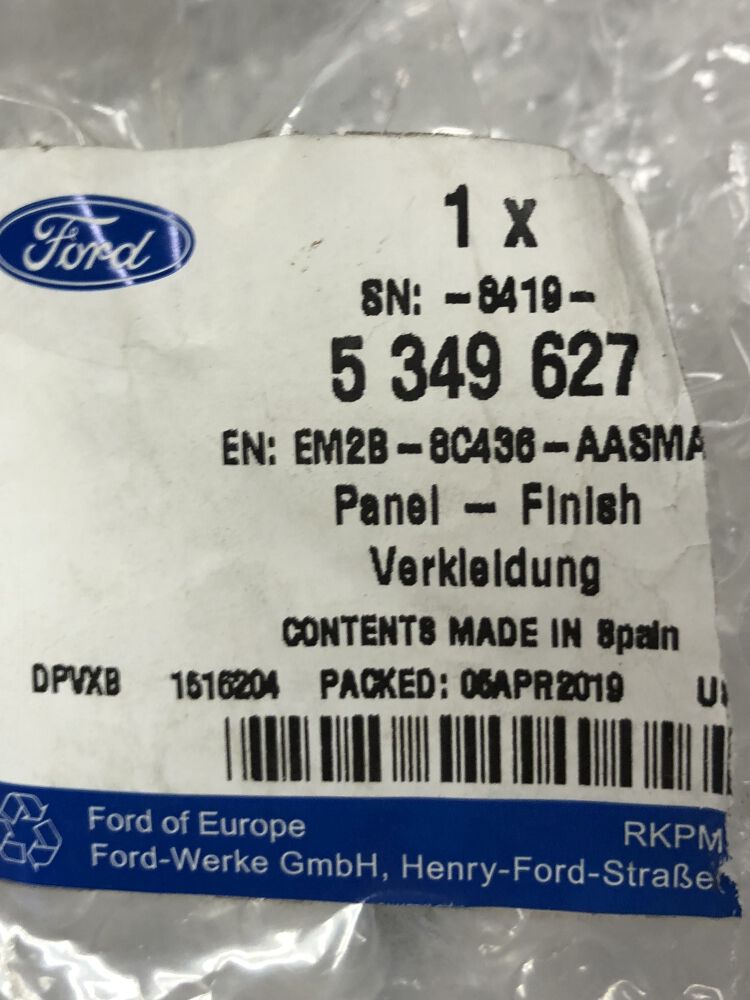 Ford
1 x
SN: -8419-
5 349 627
EN: EM2B-8C436-AASMA
Panel - Finish
Verkleidung
CONTENTS MADE IN Spain
DPVXB 1516204 PACKED: 05APR2019
Ford of Europe RKPM
Ford-Werke GmbH, Henry-Ford-Straße